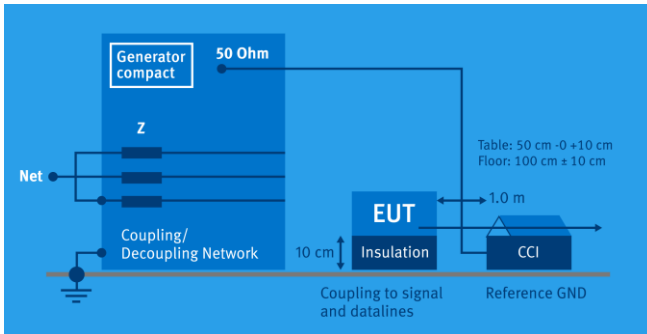 Generator
compact
50 Ohm
Z
Net
Coupling/
Decoupling Network
Table: 50 cm -0 +10 cm
Floor: 100 cm ± 10 cm
1.0 m
EUT
10 cm
Insulation
CCI
Coupling to signal
and datalines
Reference GND